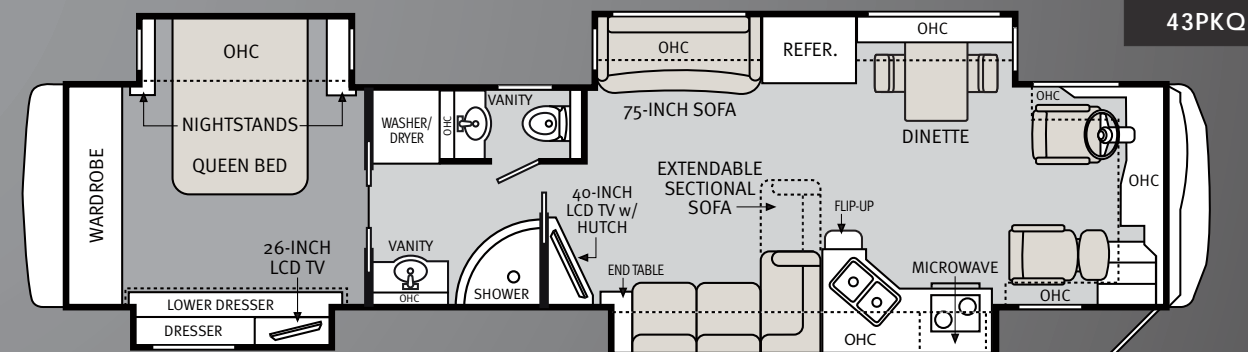 43PKQ
OHC
NIGHTSTANDS
QUEEN BED
WARDROBE
26-INCH
LCD TV
LOWER DRESSER
DRESSER
WASHER/
DRYER
OHC
VANITY
VANITY
OHC
SHOWER
40-INCH
LCD TV w/
HUTCH
OHC
75-INCH SOFA
REFER.
OHC
DINETTE
EXTENDABLE
SECTIONAL
SOFA
FLIP-UP
END TABLE
MICROWAVE
OHC
OHC
OHC
OHC